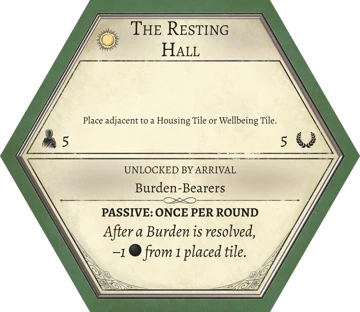 The Resting
Hall
Place adjacent to a Housing Tile or Wellbeing Tile.
5 5
UNLOCKED BY ARRIVAL
Burden-Bearers
PASSIVE: ONCE PER ROUND
After a Burden is resolved,
–1 from 1 placed tile.